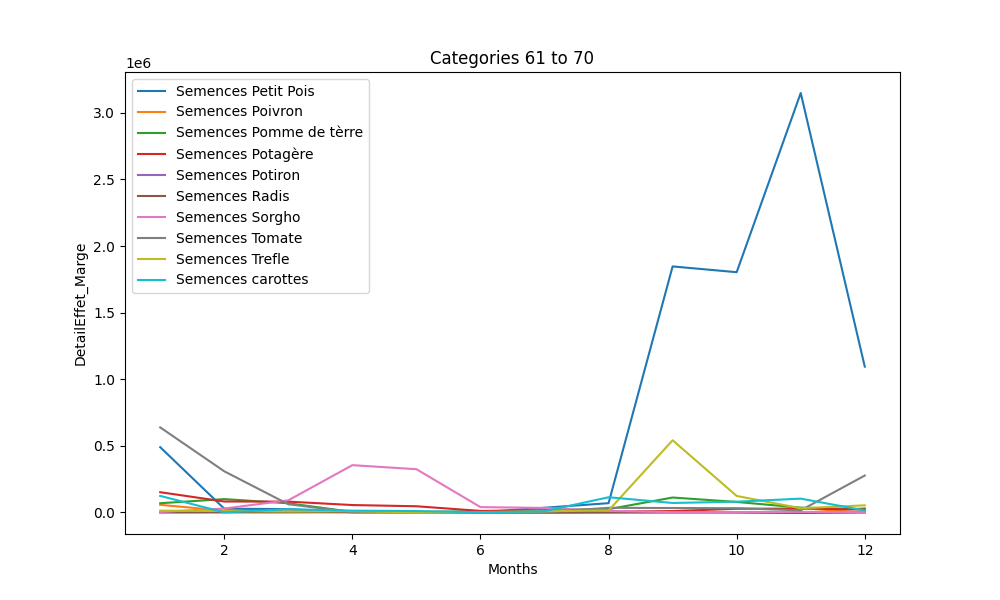 Categories 61 to 70
1e6
Semences Petit Pois
Semences Poivron
Semences Pomme de tèrre
Semences Potagère
Semences Potiron
Semences Radis
Semences Sorgho
Semences Tomate
Semences Trefle
Semences carottes
DetailEffet_Marge
3.0
2.5
2.0
1.5
1.0
0.5
0.0
2 4 6 8 10 12
Months